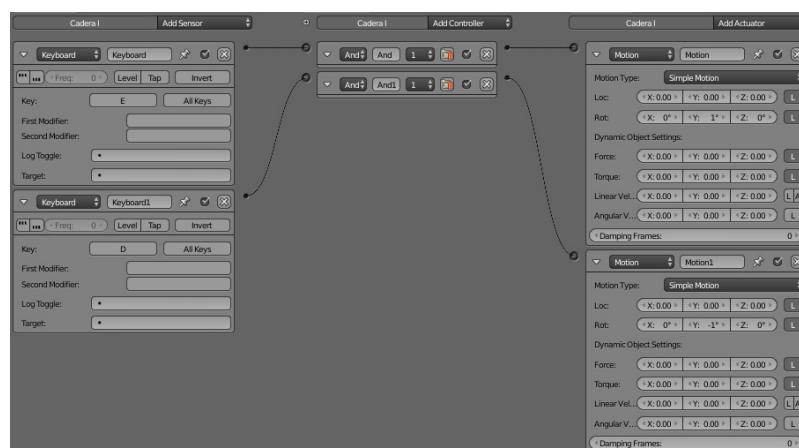 Cadera I Add Sensor Cadera I Add Controller Cadera I Add Actuator
Keyboard Keyboard
Freq: 0 Level Tap Invert
Key: E All Keys
First Modifier:
Second Modifier:
Log Toggle:
Target:
Keyboard Keyboard1
Freq: 0 Level Tap Invert
Key: D All Keys
First Modifier:
Second Modifier:
Log Toggle:
Target:
And And 1
And And1 1
Motion Motion
Motion Type: Simple Motion
Loc: X: 0.00 Y: 0.00 Z: 0.00 L
Rot: X: 0° Y: 1° Z: 0° L
Dynamic Object Settings:
Force: X: 0.00 Y: 0.00 Z: 0.00 L
Torque: X: 0.00 Y: 0.00 Z: 0.00 L
Linear Vel... X: 0.00 Y: 0.00 Z: 0.00 L A
Angular V... X: 0.00 Y: 0.00 Z: 0.00 L
Damping Frames: 0
Motion Motion1
Motion Type: Simple Motion
Loc: X: 0.00 Y: 0.00 Z: 0.00 L
Rot: X: 0° Y: -1° Z: 0° L
Dynamic Object Settings:
Force: X: 0.00 Y: 0.00 Z: 0.00 L
Torque: X: 0.00 Y: 0.00 Z: 0.00 L
Linear Vel... X: 0.00 Y: 0.00 Z: 0.00 L A
Angular V... X: 0.00 Y: 0.00 Z: 0.00 L
Damping Frames: 0